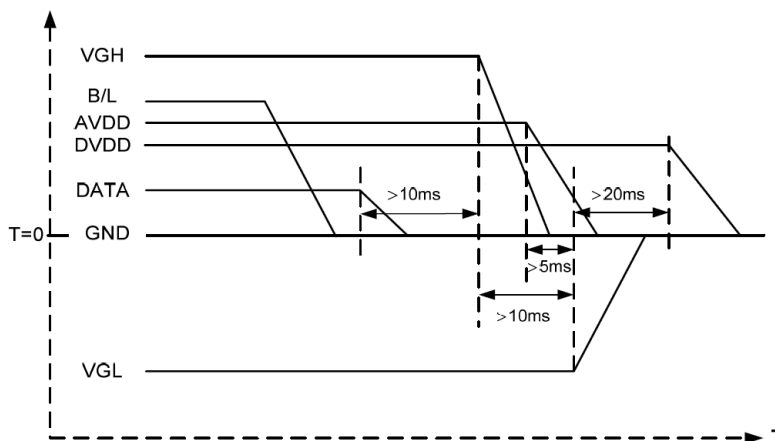 VGH
B/L
AVDD
DVDD
DATA
>10ms
>20ms
T=0
GND
>5ms
>10ms
VGL
T